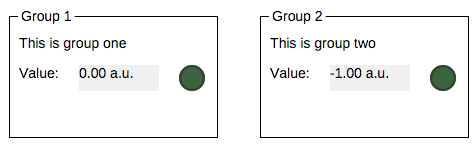 Group 1
This is group one
Value: 0.00 a.u.
Group 2
This is group two
Value: -1.00 a.u.